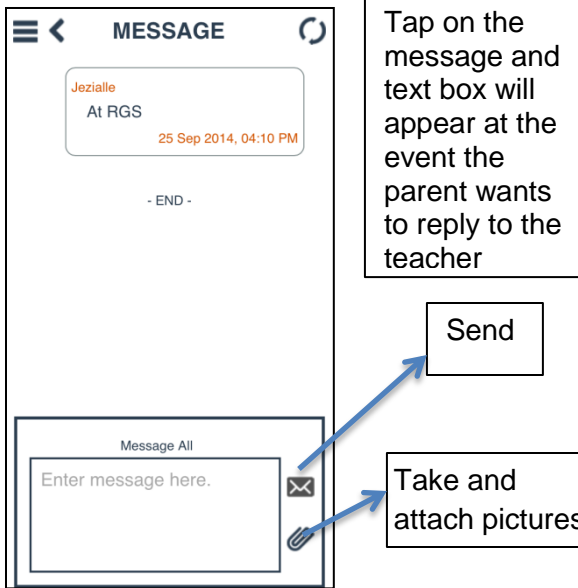 MESSAGE
Jezialle
At RGS
25 Sep 2014, 04:10 PM
- END -
Message All
Enter message here.
Tap on the
message and
text box will
appear at the
event the
parent wants
to reply to the
teacher
Send
Take and
attach pictures